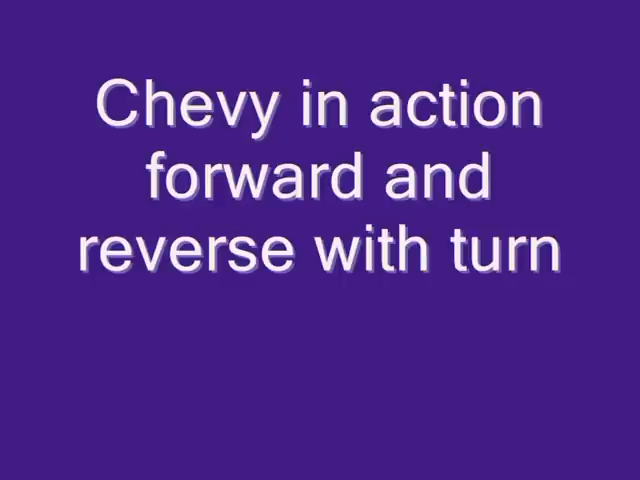 Chevy in action
forward and
reverse with turn